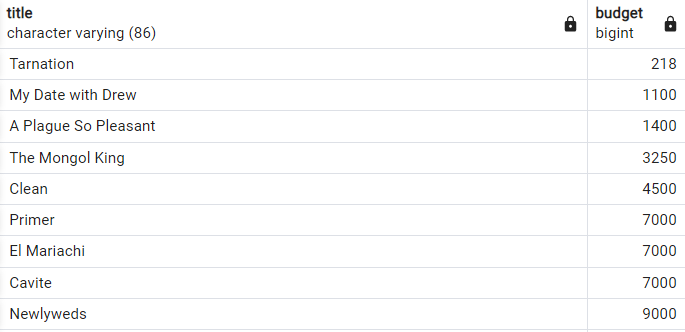 title budget
character varying (86) bigint
Tarnation 218
My Date with Drew 1100
A Plague So Pleasant 1400
The Mongol King 3250
Clean 4500
Primer 7000
El Mariachi 7000
Cavite 7000
Newlyweds 9000